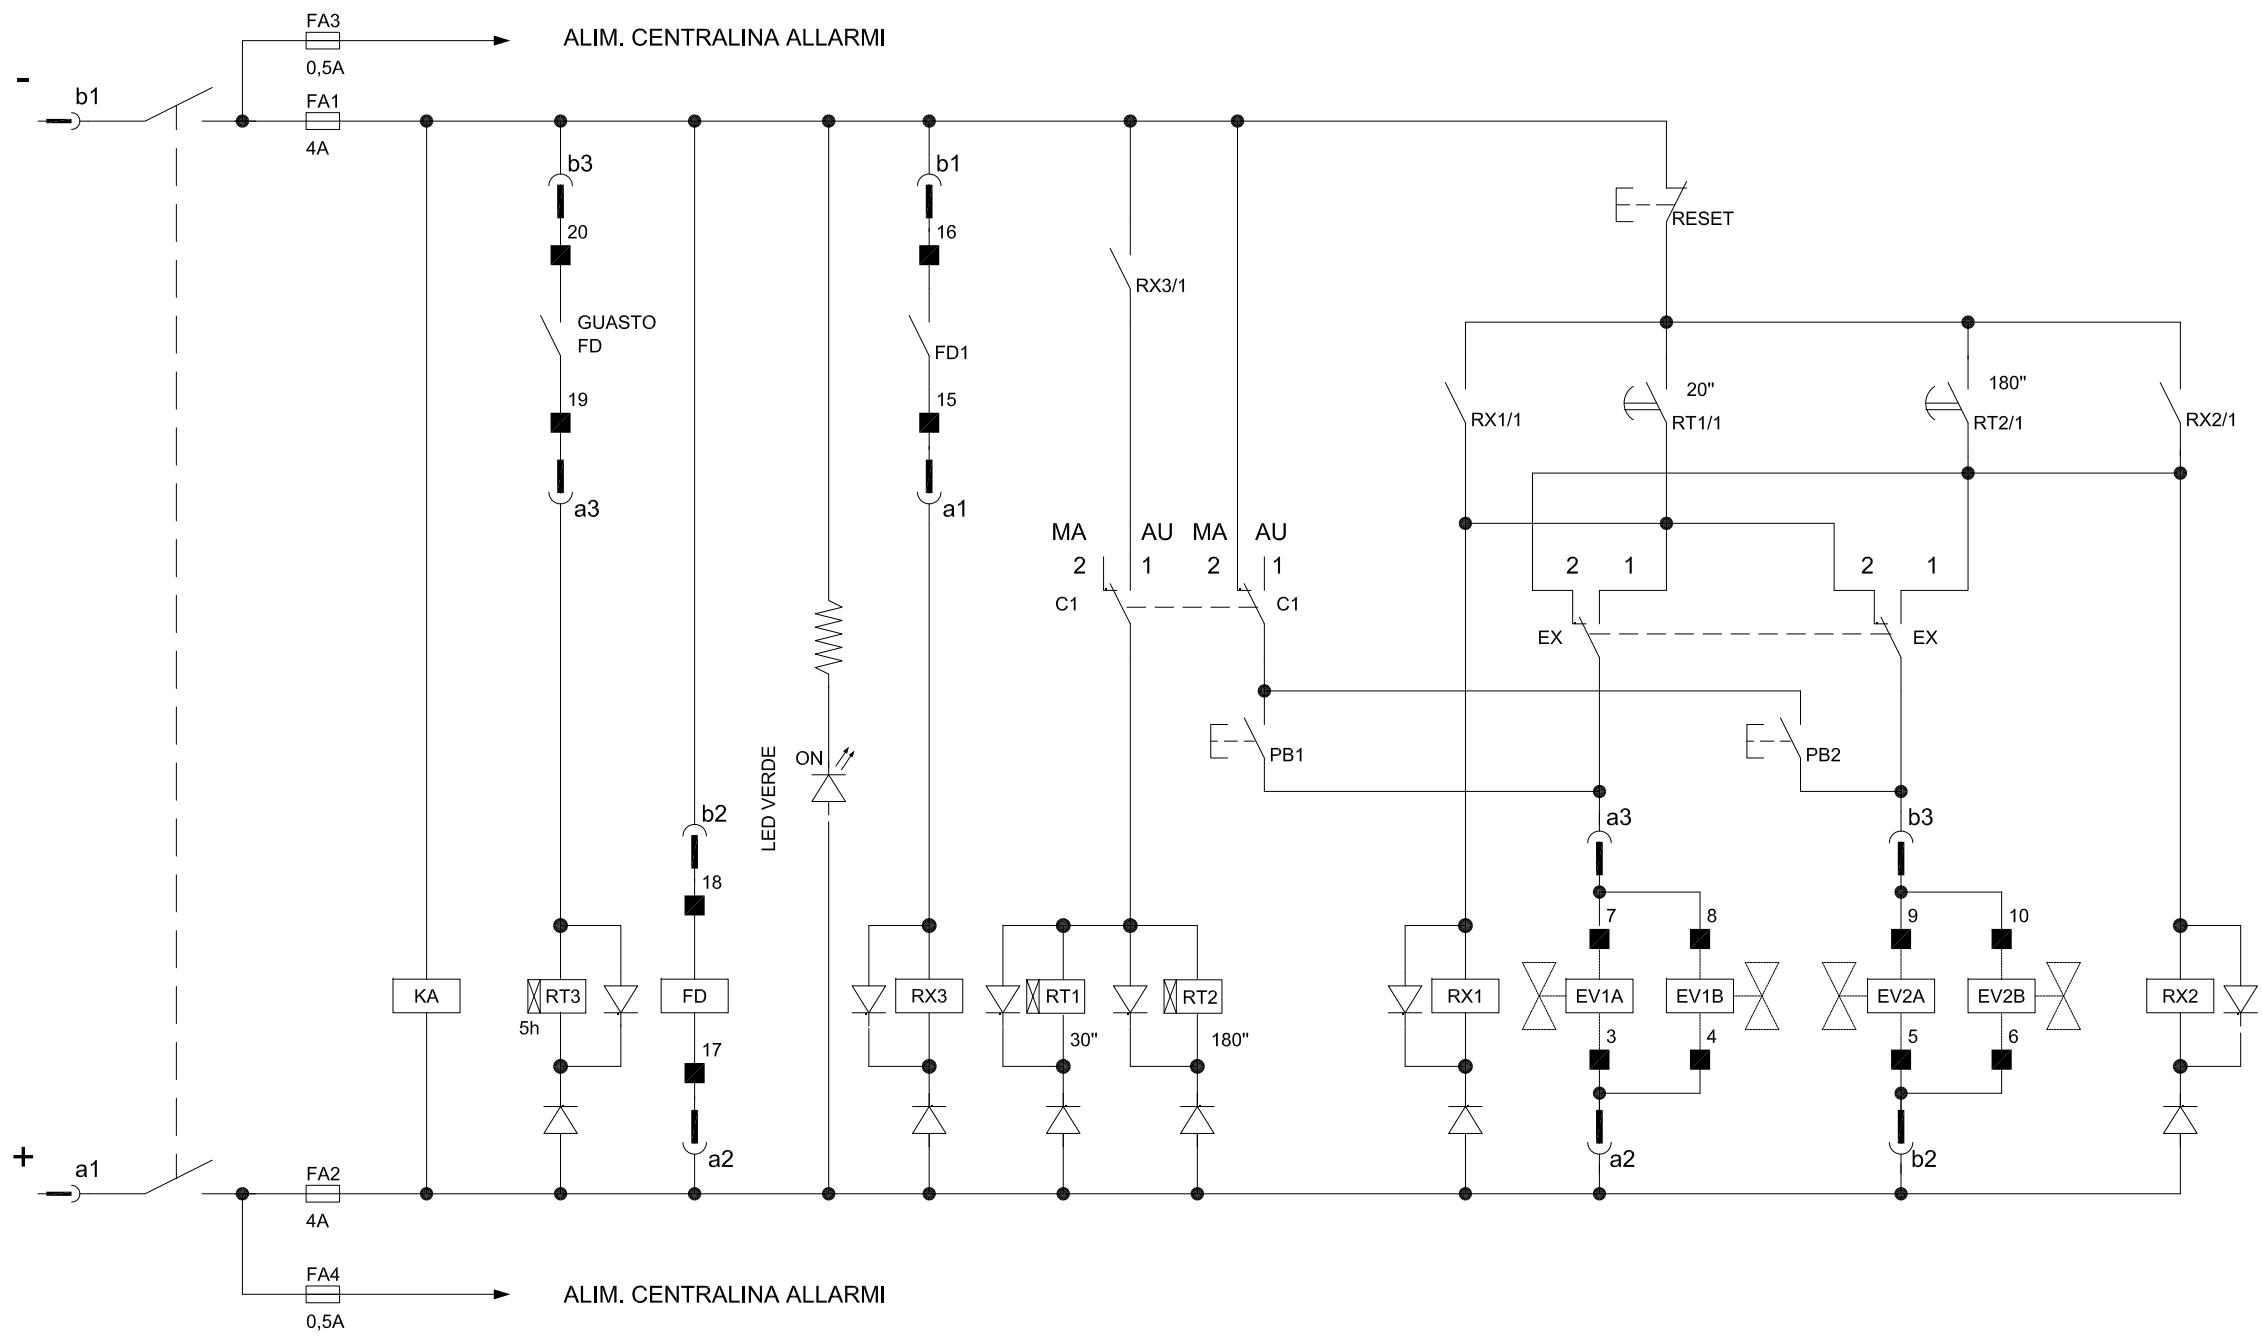 FA3
ALIM. CENTRALINA ALLARMI
0,5A
-
b1
FA1
4A
b3
b1
20
16
RESET
RX3/1
GUASTO
FD
FD1
19
15
20"
180"
RX1/1
RT1/1
RT2/1
RX2/1
a3
a1
MA
AU
MA
AU
2
1
2
1
2
1
2
1
C1
C1
EX
EX
PB1
PB2
LED VERDE
ON
b2
a3
b3
18
7
8
9
10
KA
RT3
FD
RX3
RT1
RT2
RX1
EV1A
EV1B
EV2A
EV2B
RX2
5h
30"
180"
3
4
5
6
17
+
a1
a2
a2
b2
FA2
4A
FA4
ALIM. CENTRALINA ALLARMI
0,5A